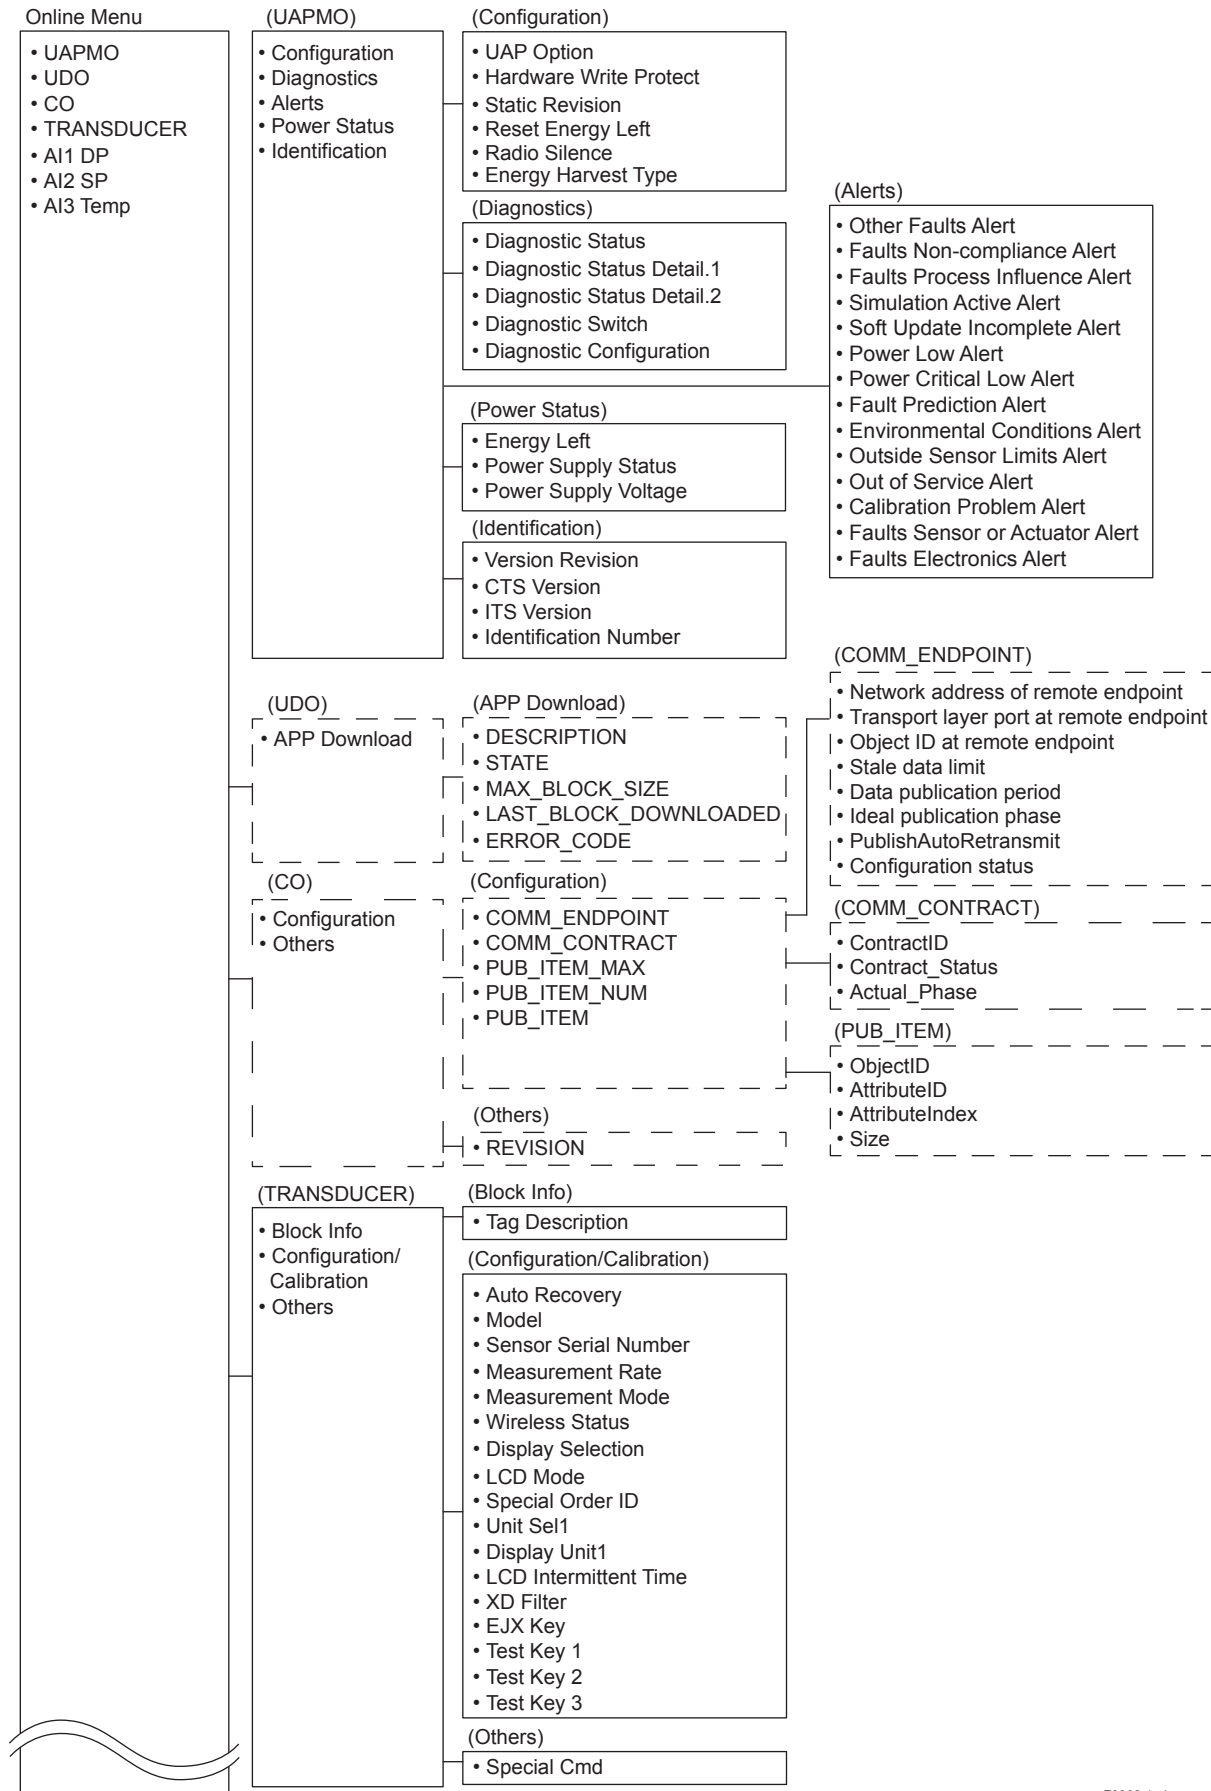 Online Menu
• UAPMO
• UDO
• CO
• TRANSDUCER
• AI1 DP
• AI2 SP
• AI3 Temp
(UAPMO)
• Configuration
• Diagnostics
• Alerts
• Power Status
• Identification
(Configuration)
• UAP Option
• Hardware Write Protect
• Static Revision
• Reset Energy Left
• Radio Silence
• Energy Harvest Type
(Diagnostics)
• Diagnostic Status
• Diagnostic Status Detail.1
• Diagnostic Status Detail.2
• Diagnostic Switch
• Diagnostic Configuration
(Alerts)
• Other Faults Alert
• Faults Non-compliance Alert
• Faults Process Influence Alert
• Simulation Active Alert
• Soft Update Incomplete Alert
• Power Low Alert
• Power Critical Low Alert
• Fault Prediction Alert
• Environmental Conditions Alert
• Outside Sensor Limits Alert
• Out of Service Alert
• Calibration Problem Alert
• Faults Sensor or Actuator Alert
• Faults Electronics Alert
(Power Status)
• Energy Left
• Power Supply Status
• Power Supply Voltage
(Identification)
• Version Revision
• CTS Version
• ITS Version
• Identification Number
(UDO)
• APP Download
(APP Download)
• DESCRIPTION
• STATE
• MAX_BLOCK_SIZE
• LAST_BLOCK_DOWNLOADED
• ERROR_CODE
(CO)
• Configuration
• Others
(Configuration)
• COMM_ENDPOINT
• COMM_CONTRACT
• PUB_ITEM_MAX
• PUB_ITEM_NUM
• PUB_ITEM
(COMM_ENDPOINT)
• Network address of remote endpoint
• Transport layer port at remote endpoint
• Object ID at remote endpoint
• Stale data limit
• Data publication period
• Ideal publication phase
• PublishAutoRetransmit
• Configuration status
(COMM_CONTRACT)
• ContractID
• Contract_Status
• Actual_Phase
(PUB_ITEM)
• ObjectID
• AttributeID
• AttributeIndex
• Size
(Others)
• REVISION
(TRANSDUCER)
• Block Info
• Configuration/
Calibration
• Others
(Block Info)
• Tag Description
(Configuration/Calibration)
• Auto Recovery
• Model
• Sensor Serial Number
• Measurement Rate
• Measurement Mode
• Wireless Status
• Display Selection
• LCD Mode
• Special Order ID
• Unit Sel1
• Display Unit1
• LCD Intermittent Time
• XD Filter
• EJX Key
• Test Key 1
• Test Key 2
• Test Key 3
(Others)
• Special Cmd